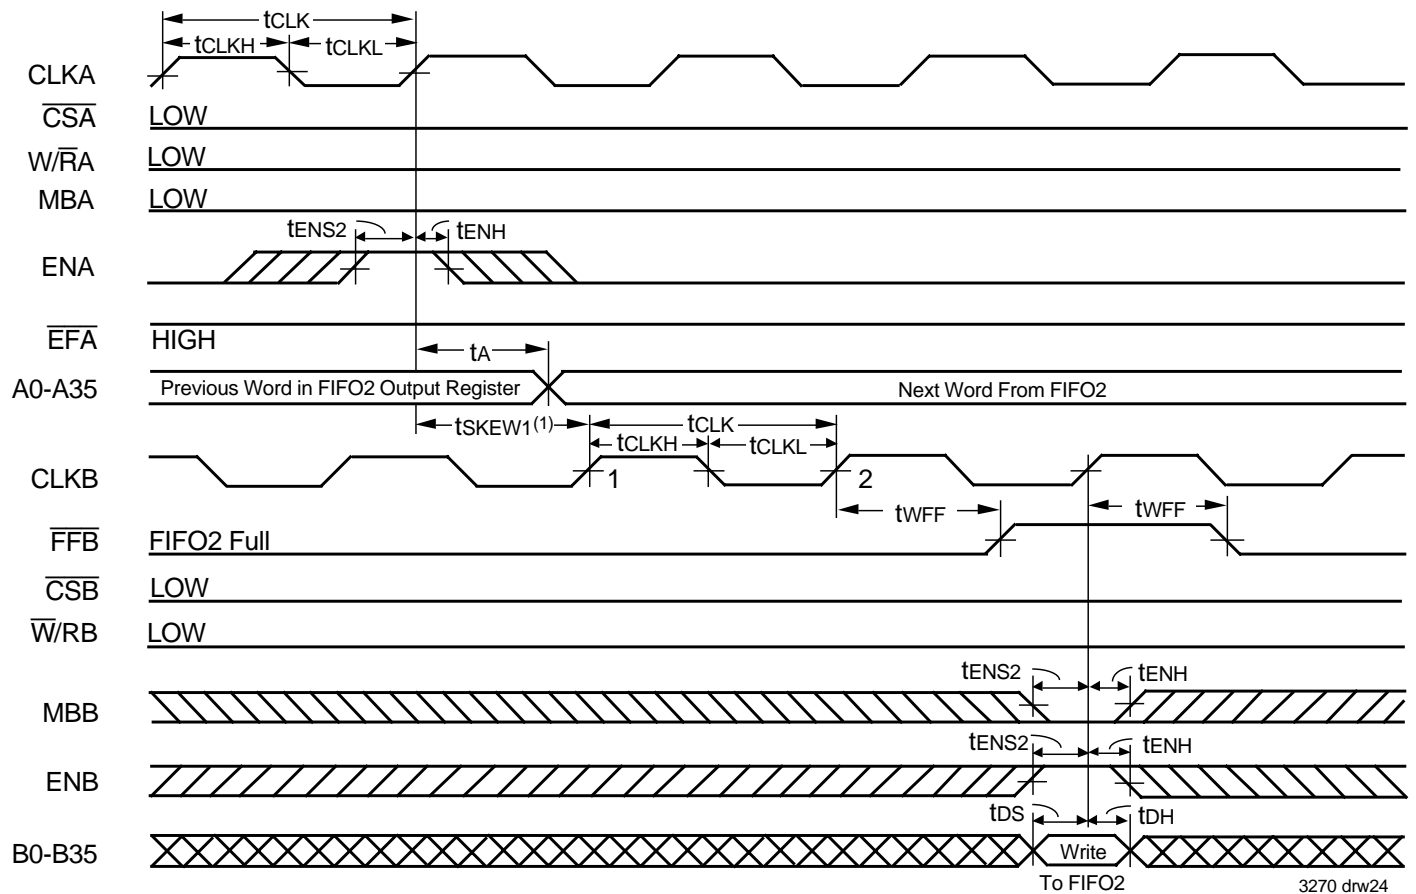 tCLK
tCLKH
tCLKL
CLKA
CSA
LOW
W/RA
LOW
MBA
LOW
tENS2
tENH
ENA
EFA
HIGH
tA
A0-A35
Previous Word in FIFO2 Output Register
Next Word From FIFO2
tSKEW1(1)
tCLK
tCLKH
tCLKL
CLKB
1
2
tWFF
tWFF
FFB
FIFO2 Full
CSB
LOW
W/RB
LOW
tENS2
tENH
MBB
tENS2
tENH
ENB
tDS
tDH
B0-B35
Write
To FIFO2
3270 drw24